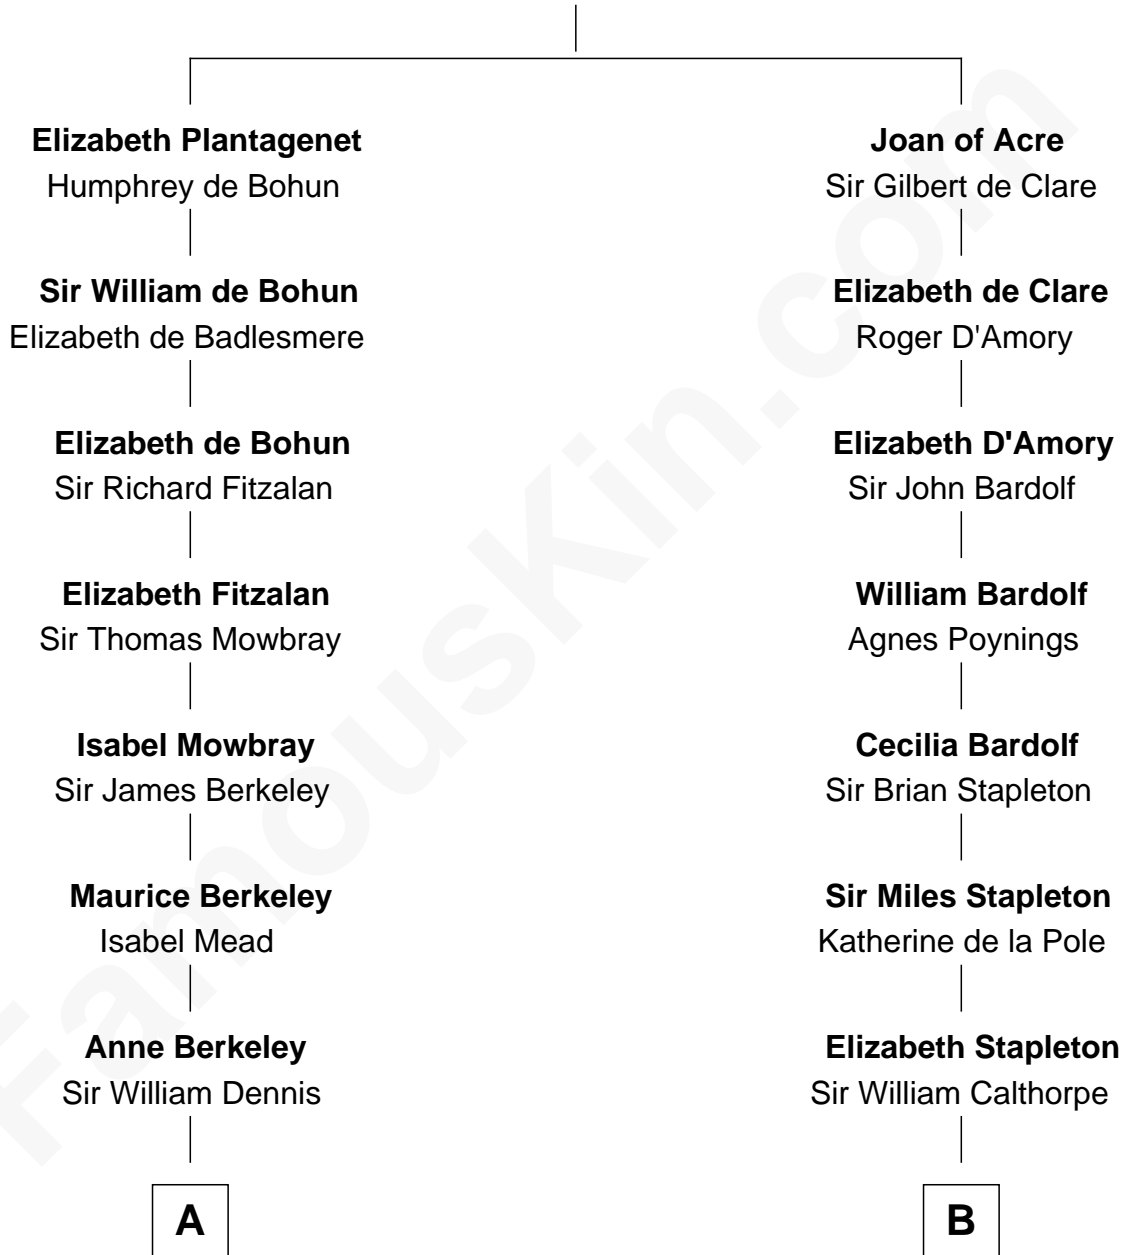 Elizabeth Plantagenet
Humphrey de Bohun
Sir William de Bohun
Elizabeth de Badlesmere
Elizabeth de Bohun
Sir Richard Fitzalan
Elizabeth Fitzalan
Sir Thomas Mowbray
Isabel Mowbray
Sir James Berkeley
Maurice Berkeley
Isabel Mead
Anne Berkeley
Sir William Dennis
A
Joan of Acre
Sir Gilbert de Clare
Elizabeth de Clare
Roger D'Amory
Elizabeth D'Amory
Sir John Bardolf
William Bardolf
Agnes Poynings
Cecilia Bardolf
Sir Brian Stapleton
Sir Miles Stapleton
Katherine de la Pole
Elizabeth Stapleton
Sir William Calthorpe
B
FamousKin.com